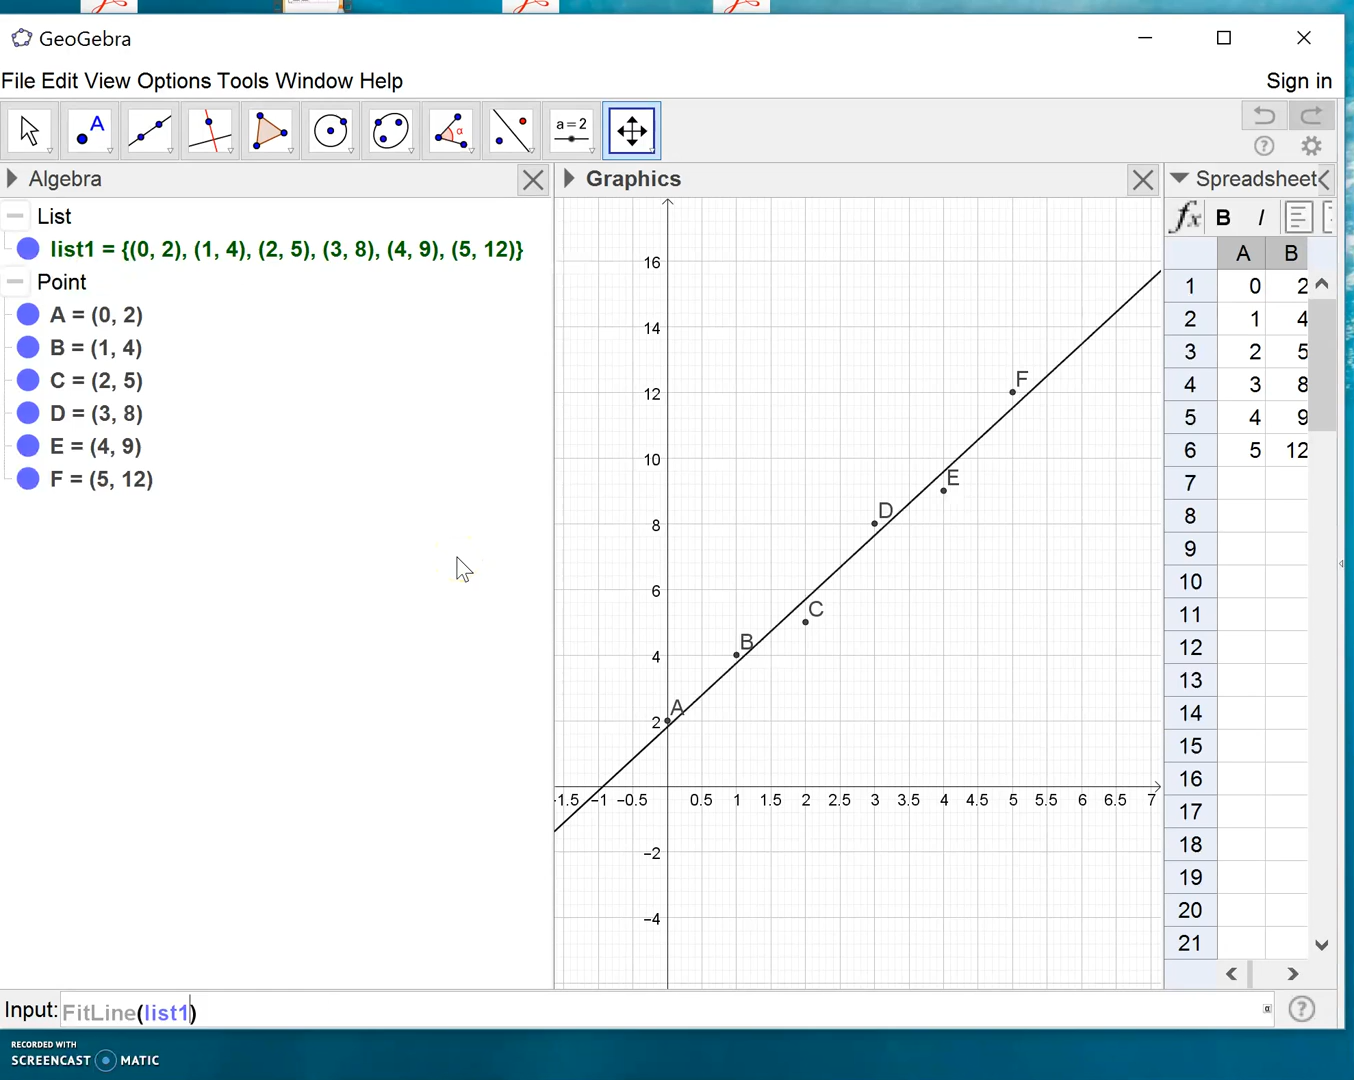 GeoGebra
File Edit View Options Tools Window Help
Sign in
A
α
a=2
Algebra
Graphics
Spreadsheet
List
list1 = {(0, 2), (1, 4), (2, 5), (3, 8), (4, 9), (5, 12)}
Point
A = (0, 2)
B = (1, 4)
C = (2, 5)
D = (3, 8)
E = (4, 9)
F = (5, 12)
16
14
12
10
8
6
4
2
−2
−4
-1.5 −1 −0.5 0.5 1 1.5 2 2.5 3 3.5 4 4.5 5 5.5 6 6.5 7
A
B
C
D
E
F
fx B I
A B
1 0 2
2 1 4
3 2 5
4 3 8
5 4 9
6 5 12
7
8
9
10
11
12
13
14
15
16
17
18
19
20
21
Input: FitLine(list1)
α
RECORDED WITH
SCREENCAST MATIC